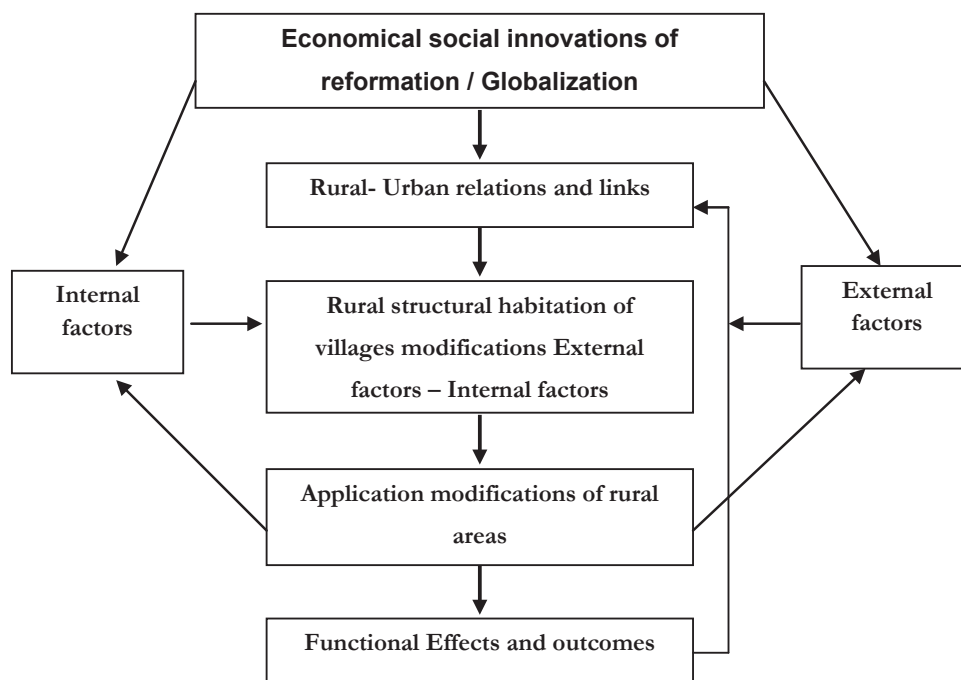 Economical social innovations of
reformation / Globalization
Rural- Urban relations and links
Internal
factors
Rural structural habitation of
villages modifications External
factors – Internal factors
External
factors
Application modifications of rural
areas
Functional Effects and outcomes